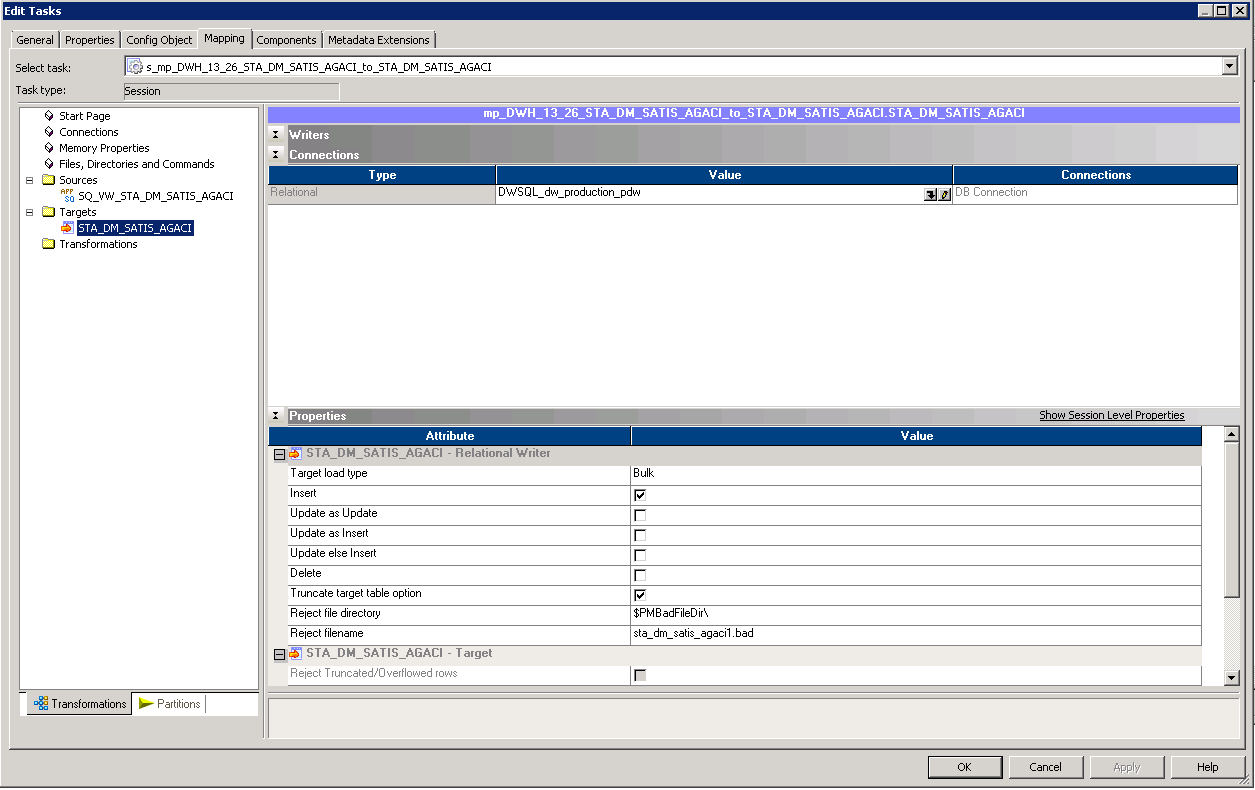 Edit Tasks
General Properties Config Object Mapping Components Metadata Extensions
Select task: s_mp_DWH_13_26_STA_DM_SATIS_AGACI_to_STA_DM_SATIS_AGACI
Task type: Session
Start Page
Connections
Memory Properties
Files, Directories and Commands
Sources
APP SQ SQ_VW_STA_DM_SATIS_AGACI
Targets
STA_DM_SATIS_AGACI
Transformations
Transformations Partitions
mp_DWH_13_26_STA_DM_SATIS_AGACI_to_STA_DM_SATIS_AGACI.STA_DM_SATIS_AGACI
Writers
Connections
Type Value Connections
Relational DWSQL_dw_production_pdw DB Connection
Properties Show Session Level Properties
Attribute Value
STA_DM_SATIS_AGACI - Relational Writer
Target load type Bulk
Insert
Update as Update
Update as Insert
Update else Insert
Delete
Truncate target table option
Reject file directory $PMBadFileDir\
Reject filename sta_dm_satis_agaci1.bad
STA_DM_SATIS_AGACI - Target
Reject Truncated/Overflowed rows
OK Cancel Apply Help